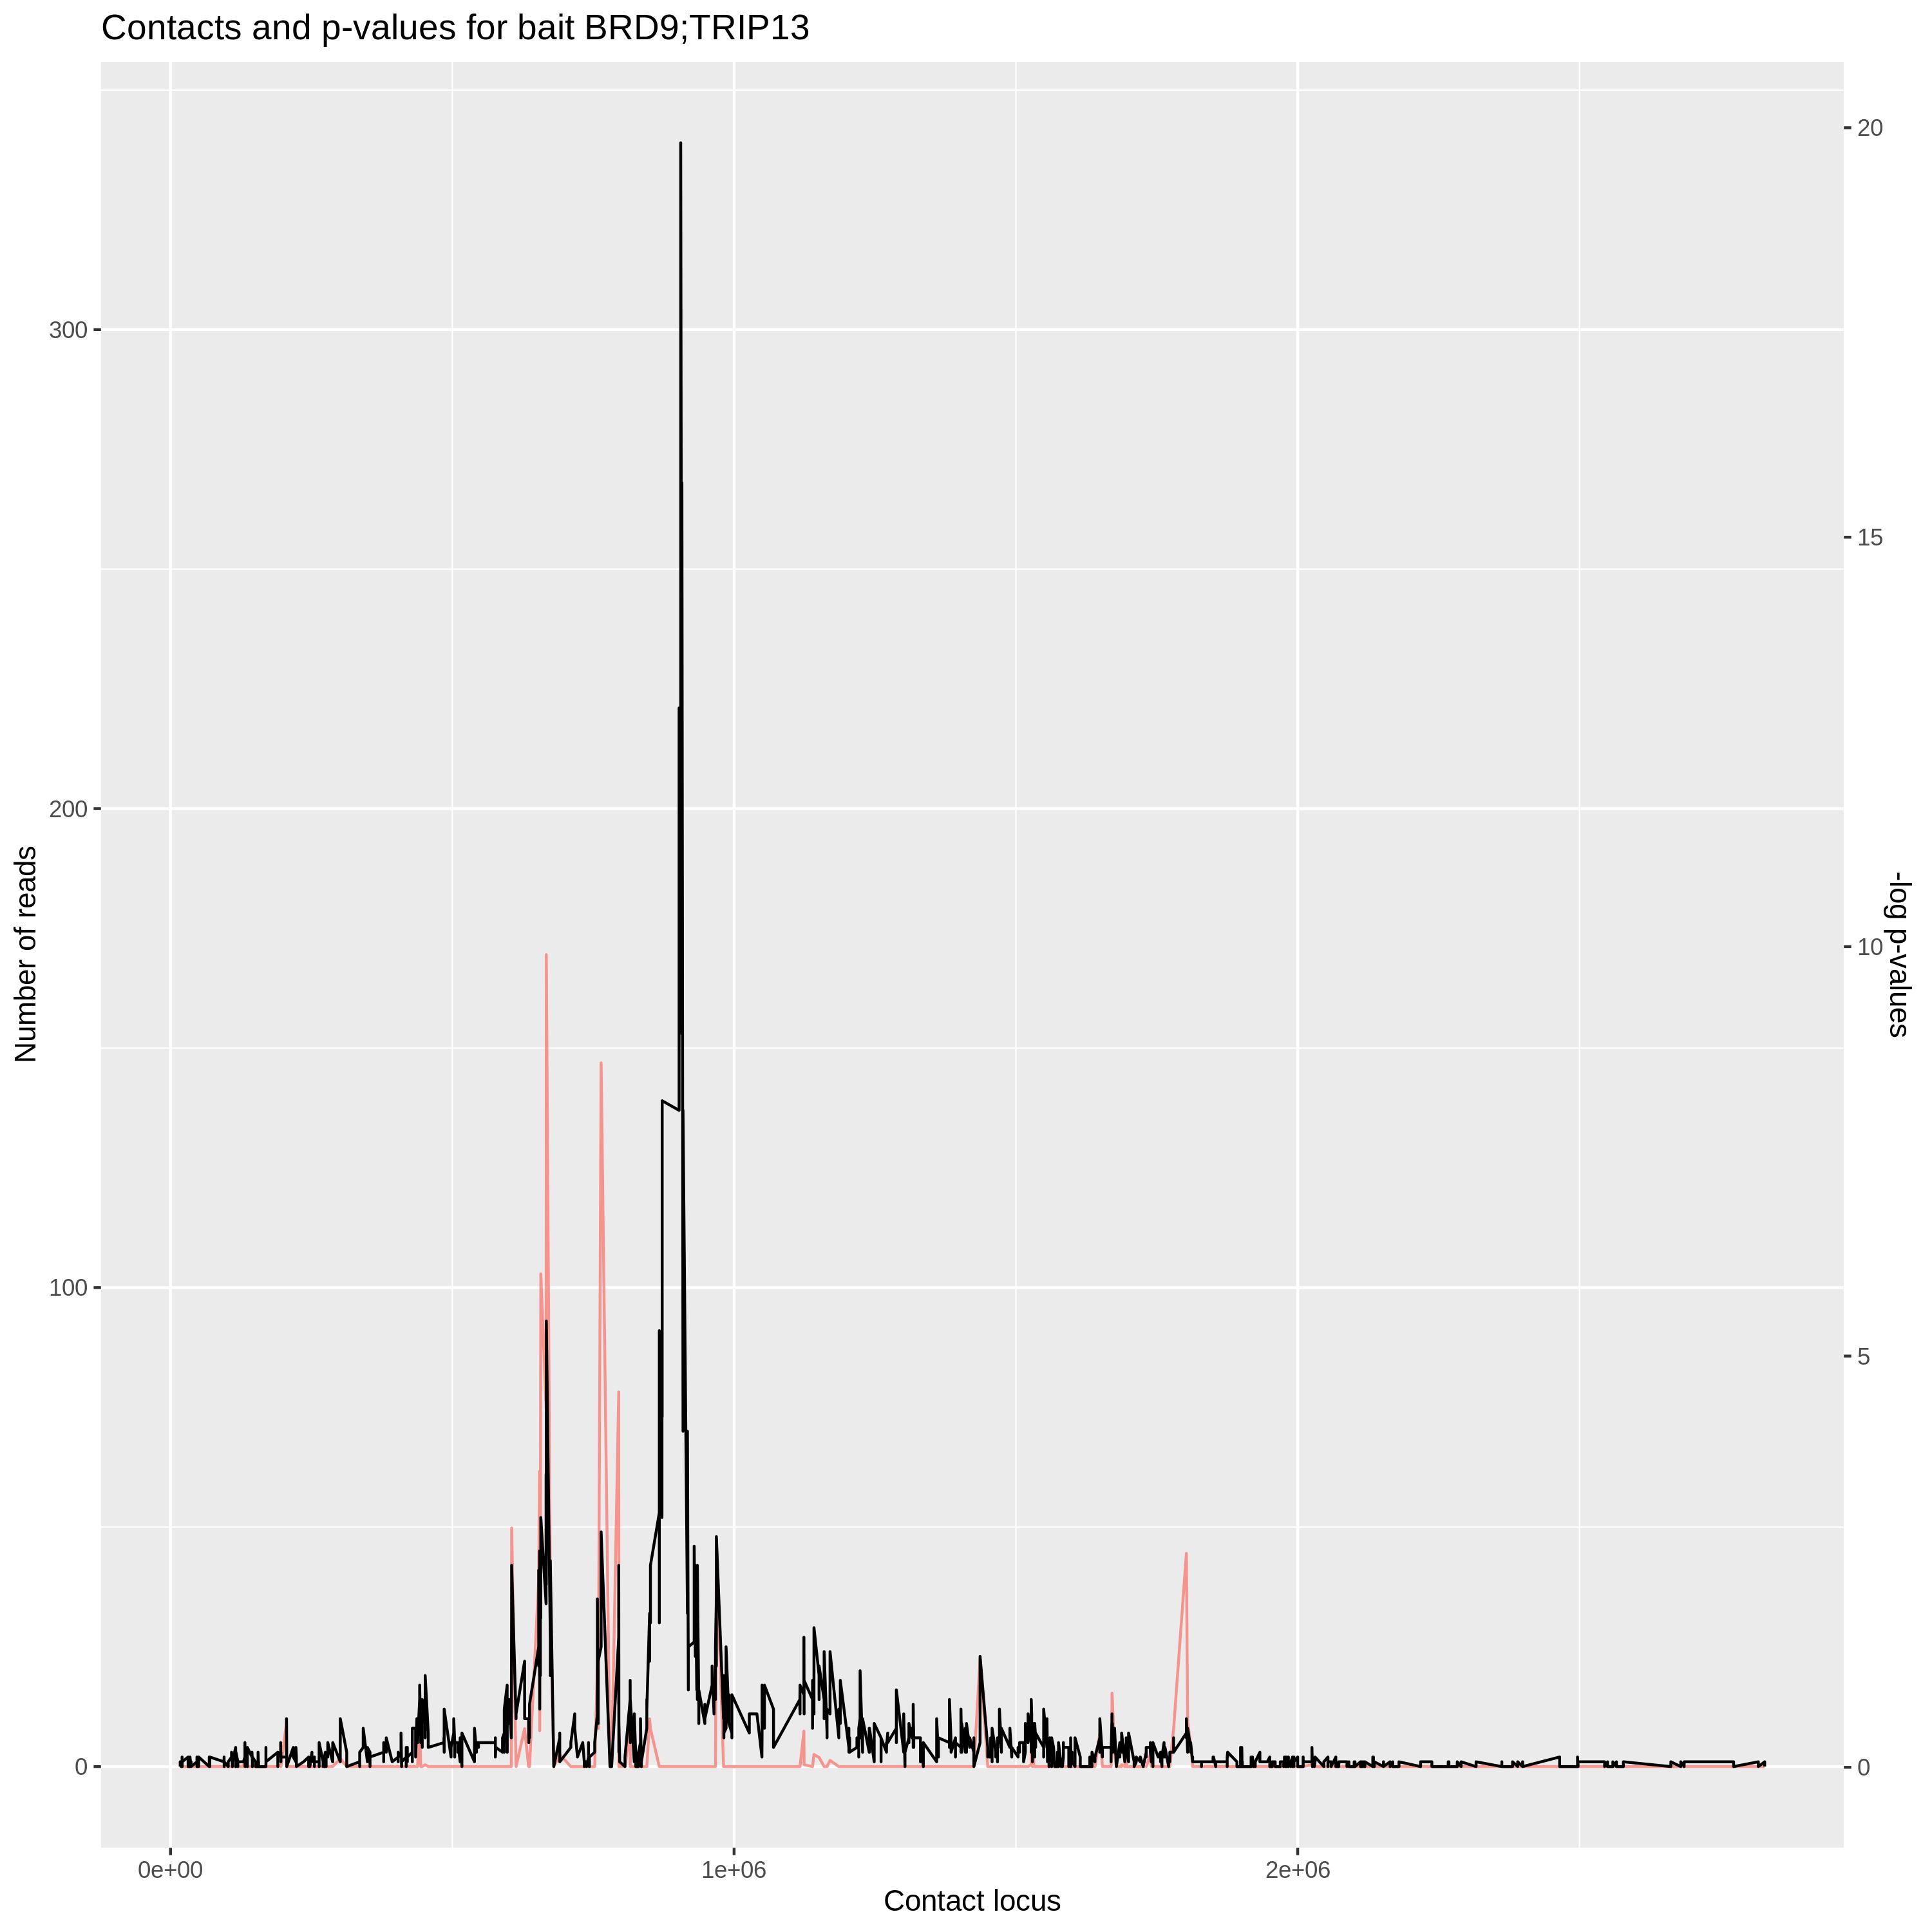 Contacts and p-values for bait BRD9;TRIP13
20
300
15
200
10
100
5
0
0
0e+00
1e+06
2e+06
Contact locus
Number of reads
-log p-values